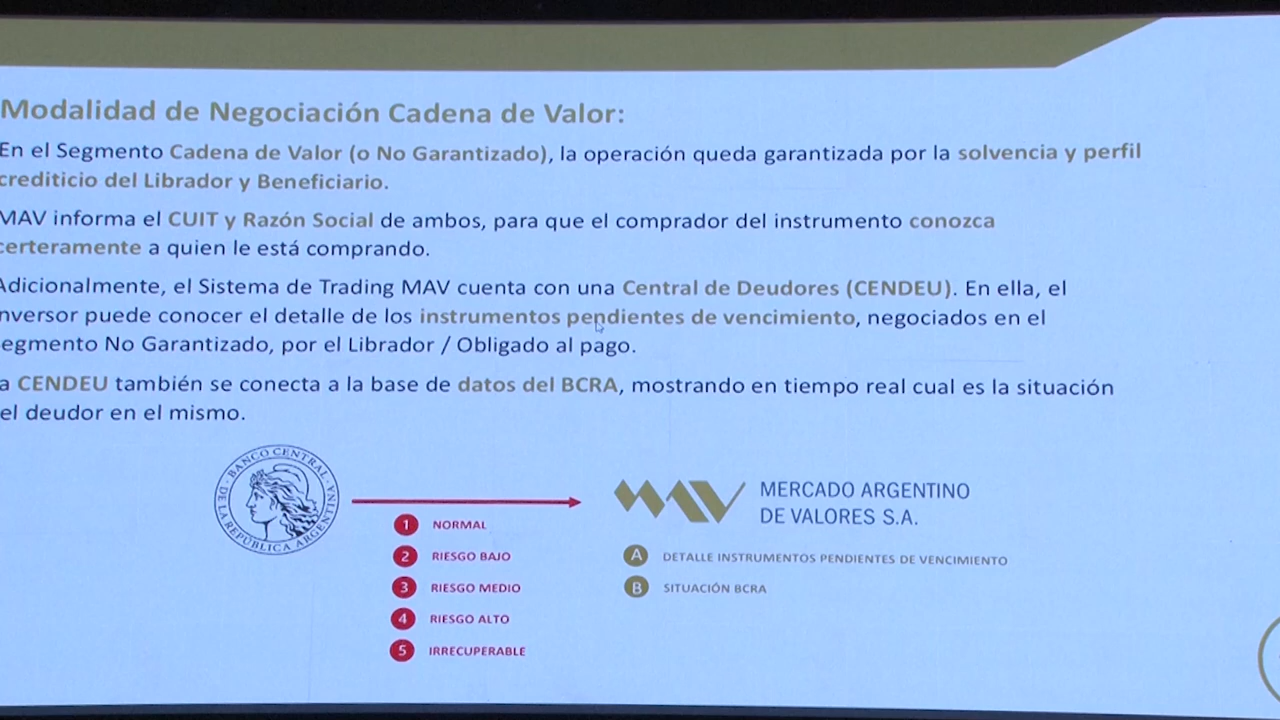 Modalidad de Negociación Cadena de Valor:
En el Segmento Cadena de Valor (o No Garantizado), la operación queda garantizada por la solvencia y perfil
crediticio del Librador y Beneficiario.
MAV informa el CUIT y Razón Social de ambos, para que el comprador del instrumento conozca
certeramente a quien le está comprando.
Adicionalmente, el Sistema de Trading MAV cuenta con una Central de Deudores (CENDEU). En ella, el
nversor puede conocer el detalle de los instrumentos pendientes de vencimiento, negociados en el
egmento No Garantizado, por el Librador / Obligado al pago.
a CENDEU también se conecta a la base de datos del BCRA, mostrando en tiempo real cual es la situación
el deudor en el mismo.
BANCO CENTRAL
DE LA REPÚBLICA ARGENTINA
MAV
MERCADO ARGENTINO
DE VALORES S.A.
1 NORMAL
2 RIESGO BAJO
3 RIESGO MEDIO
4 RIESGO ALTO
5 IRRECUPERABLE
A DETALLE INSTRUMENTOS PENDIENTES DE VENCIMIENTO
B SITUACIÓN BCRA